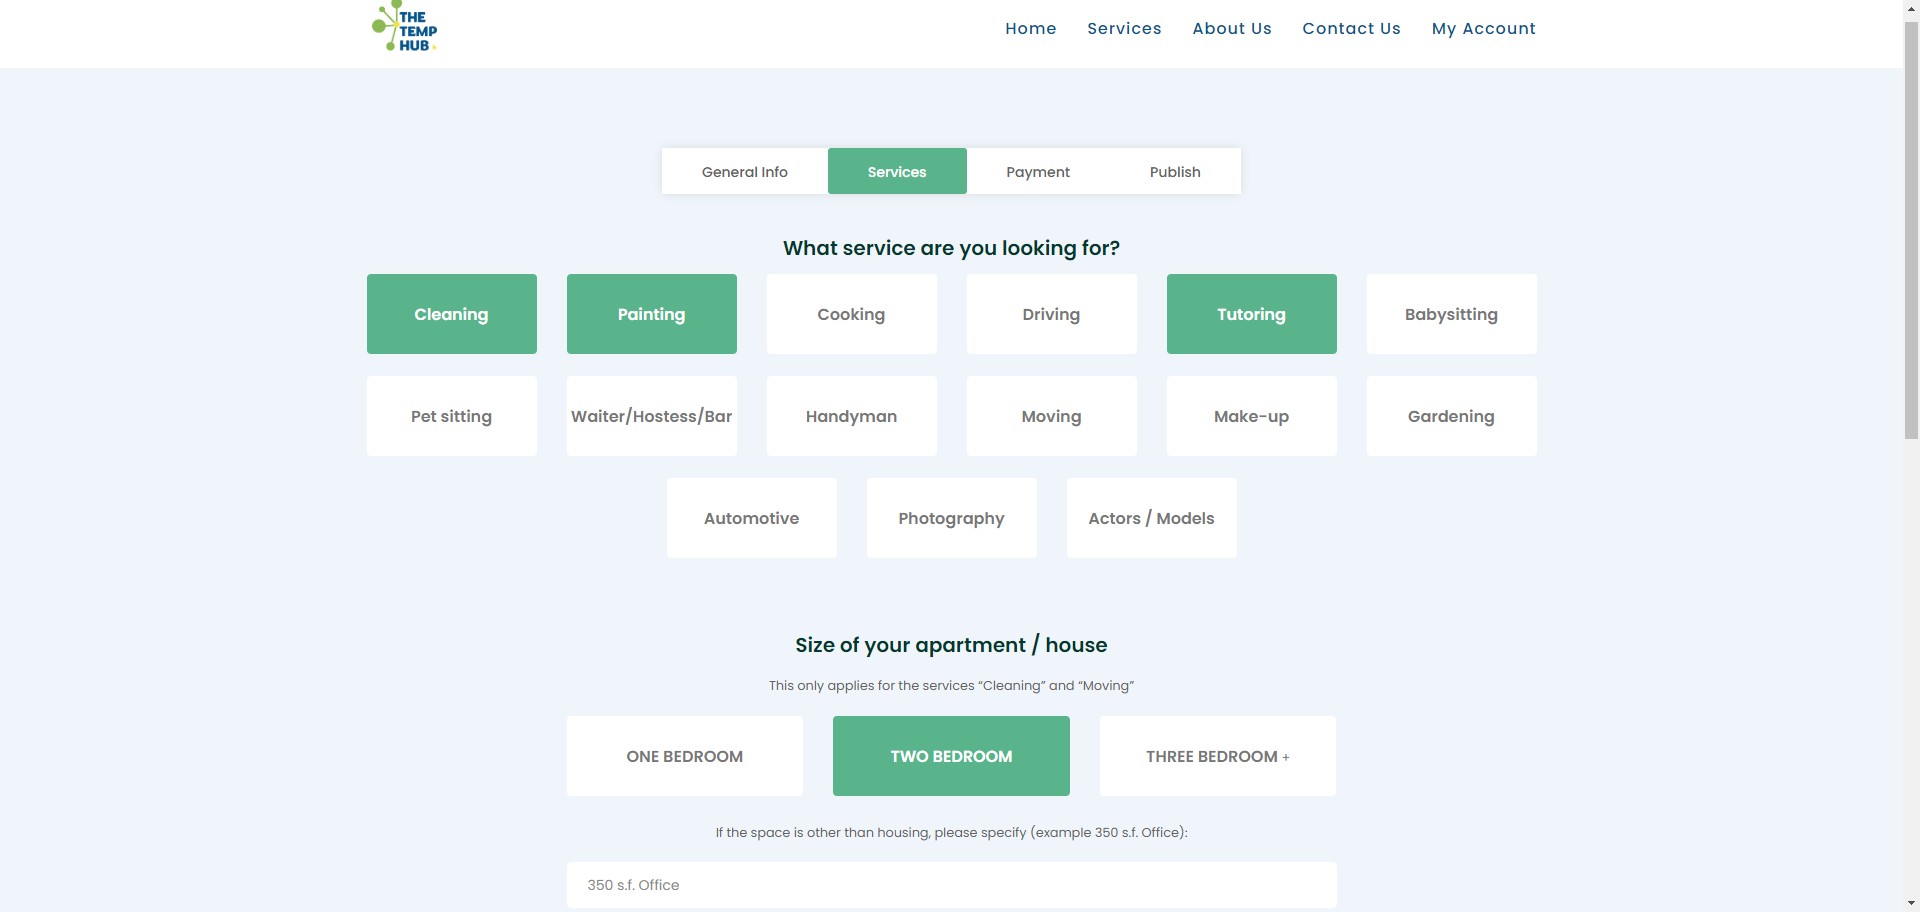 THE
TEMP
HUB
Home Services About Us Contact Us My Account
General Info Services Payment Publish
What service are you looking for?
Cleaning Painting Cooking Driving Tutoring Babysitting
Pet sitting Waiter/Hostess/Bar Handyman Moving Make-up Gardening
Automotive Photography Actors / Models
Size of your apartment / house
This only applies for the services “Cleaning” and “Moving”
ONE BEDROOM TWO BEDROOM THREE BEDROOM +
If the space is other than housing, please specify (example 350 s.f. Office):
350 s.f. Office